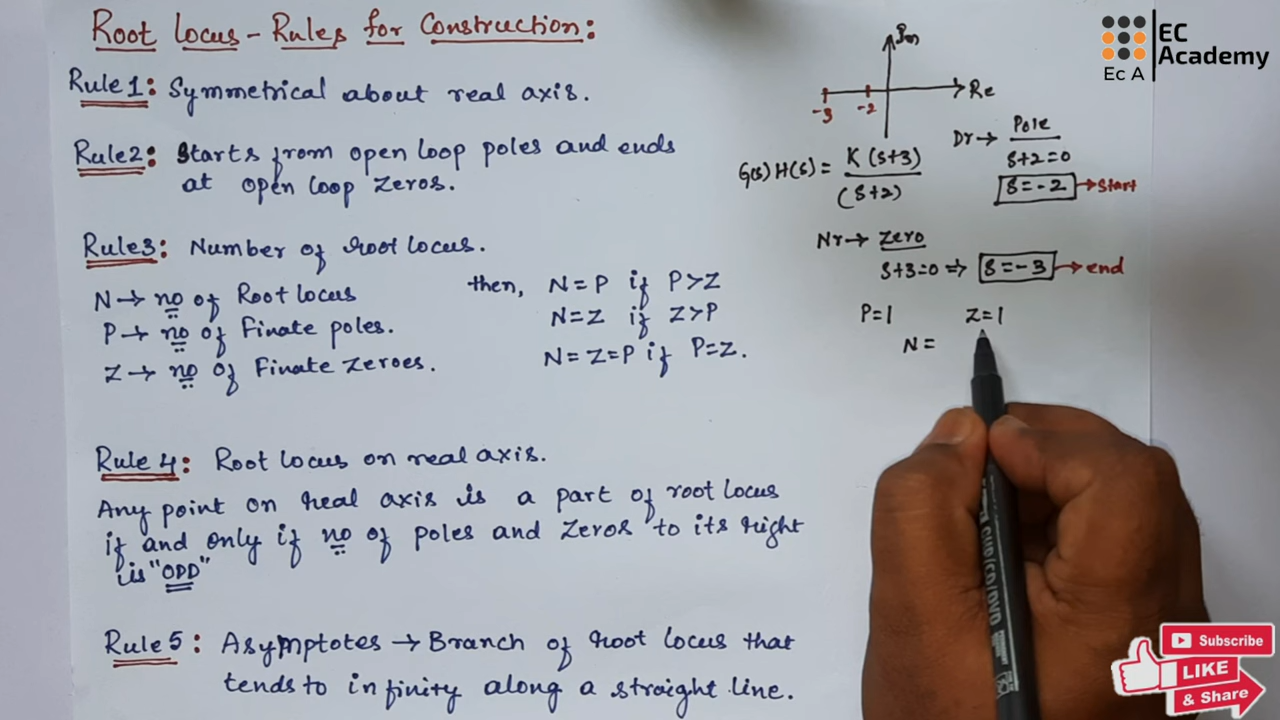 Root Locus - Rules for Construction:
Rule 1: Symmetrical about real axis.
Rule 2: Starts from open loop poles and ends
at open loop zeros.
Rule 3: Number of root locus.
N → no of Root locus
P → no of Finate poles.
Z → no of Finate zeroes.
then, N = P if P>Z
N = Z if Z>P
N = Z = P if P=Z.
Rule 4: Root locus on real axis.
Any point on real axis is a part of root locus
if and only if no of poles and zeros to its right
is "ODD"
Rule 5: Asymptotes → Branch of root locus that
tends to infinity along a straight line.
Im
Re
-3 -2
G(s) H(s) = K (s+3)
(s+2)
Dr → Pole
s+2=0
s=-2 → start
Nr → Zero
s+3=0 ⇒ s=-3 → end
P=1 Z=1
N =
EC
Academy
Ec A
CHP/CD/DVD
Subscribe
LIKE
& Share